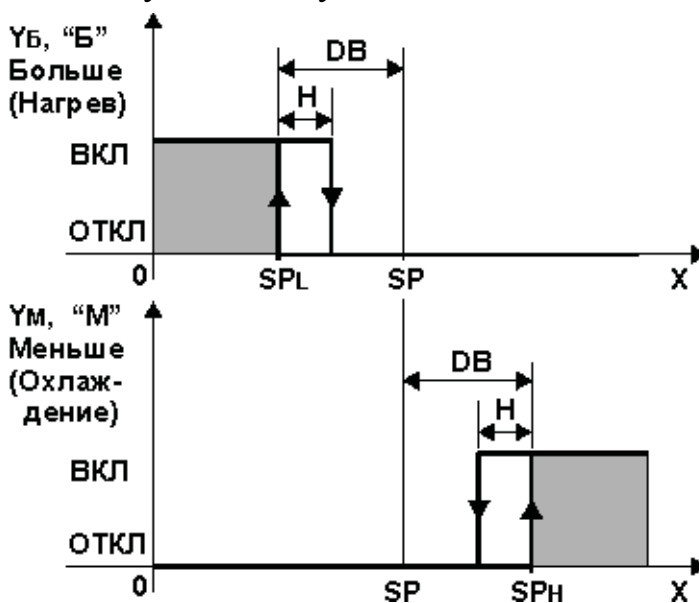 YБ, “Б”
Больше
(Нагрев)
DB
H
ВКЛ
ОТКЛ
0
SPL
SP
X
YМ, “М”
Меньше
(Охлаж-
дение)
DB
H
ВКЛ
ОТКЛ
0
SP
SPH
X